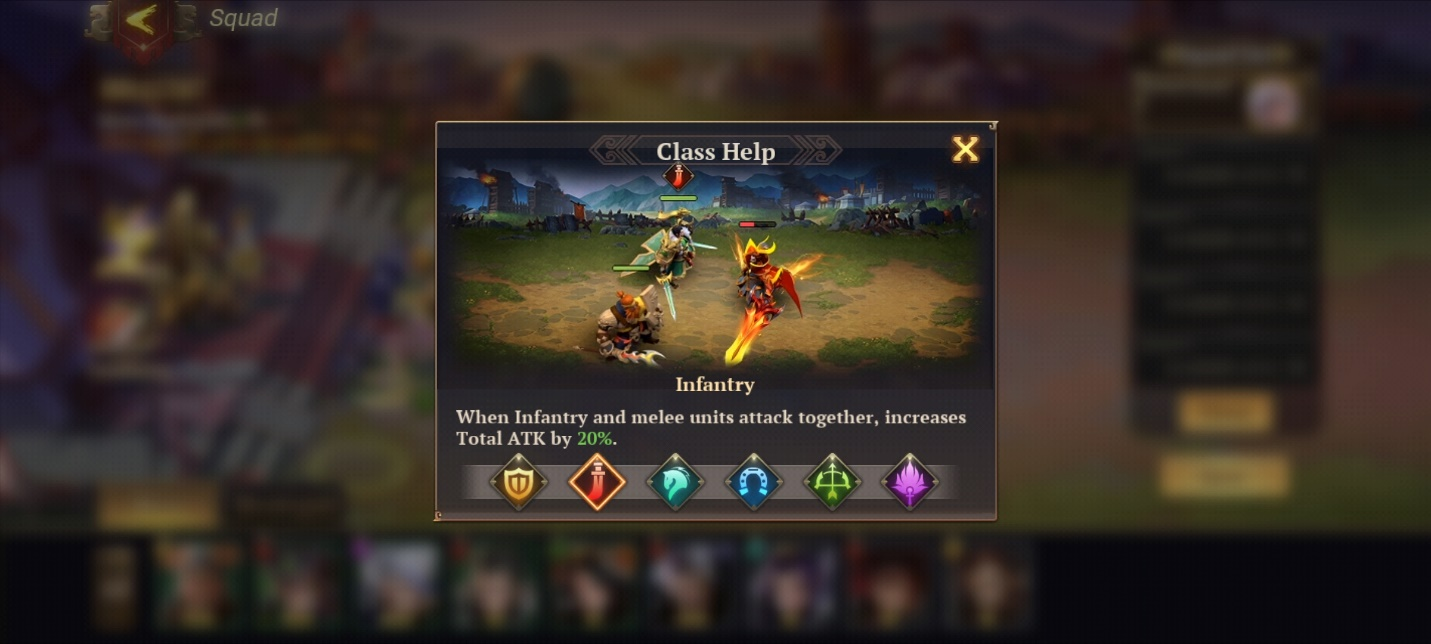 Squad
Class Help
Infantry
When Infantry and melee units attack together, increases
Total ATK by 20%.